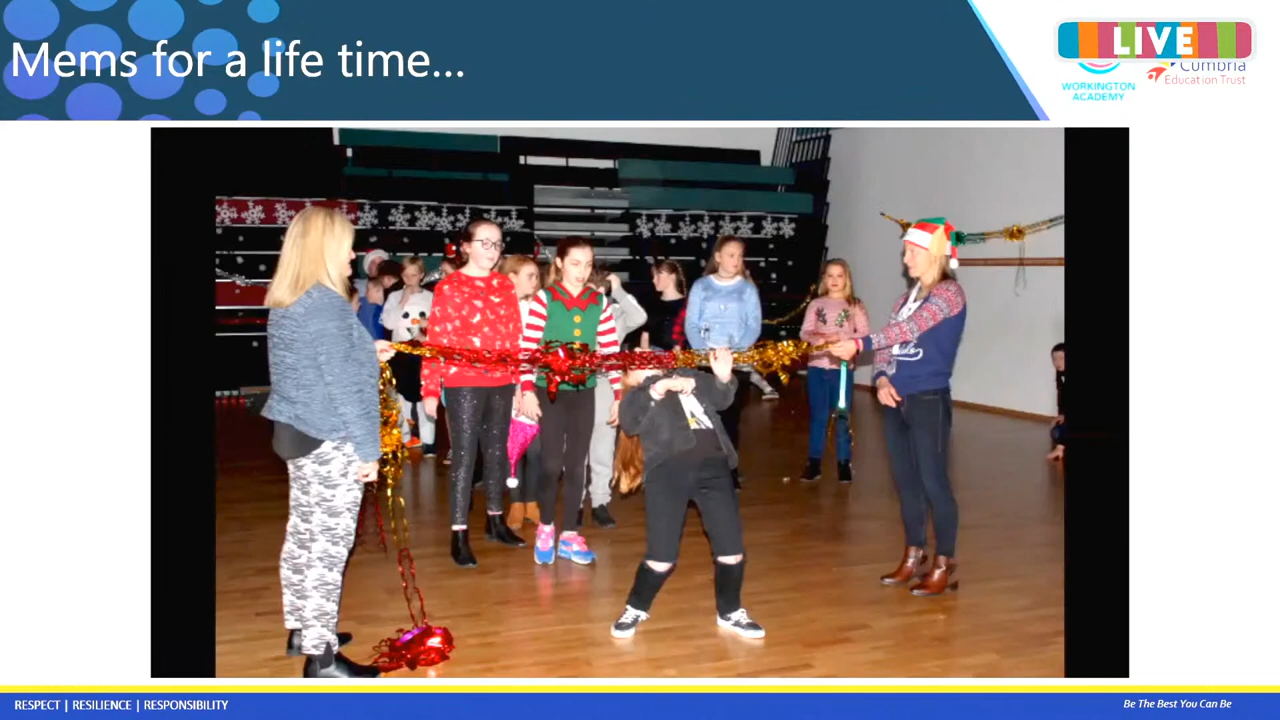 Mems for a life time...
LIVE
Cumbria
Education Trust
WORKINGTON
ACADEMY
RESPECT | RESILIENCE | RESPONSIBILITY
Be The Best You Can Be